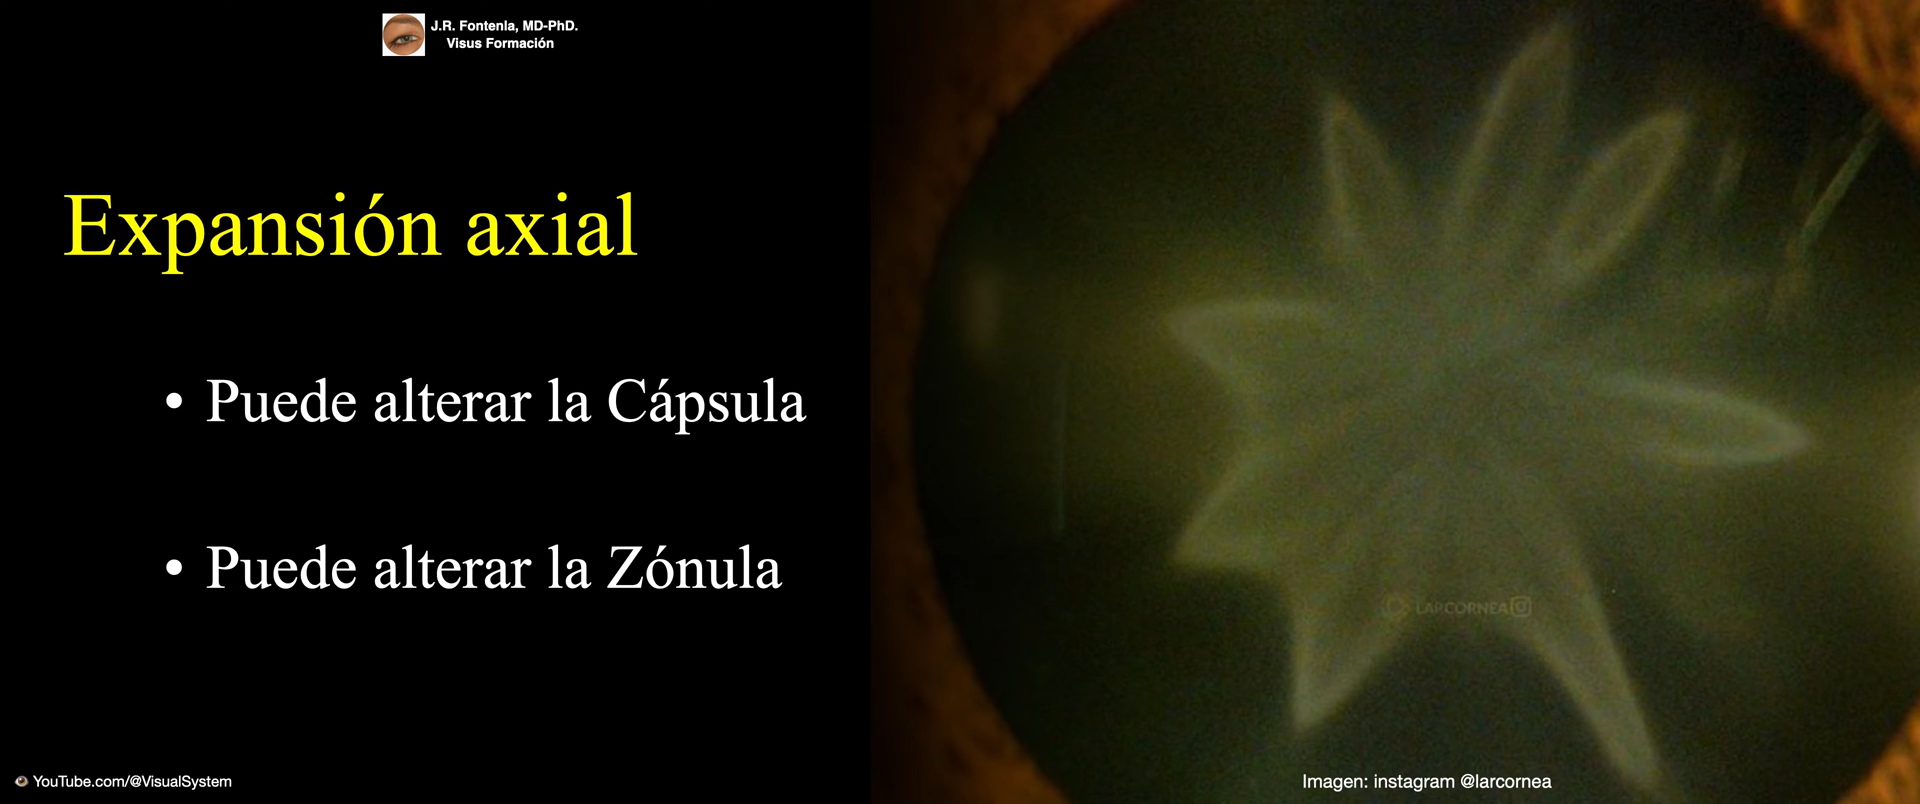 J.R. Fontenla, MD-PhD.
Visus Formación
Expansión axial
• Puede alterar la Cápsula
• Puede alterar la Zónula
LARCORNEA
YouTube.com/@VisualSystem
Imagen: instagram @larcornea